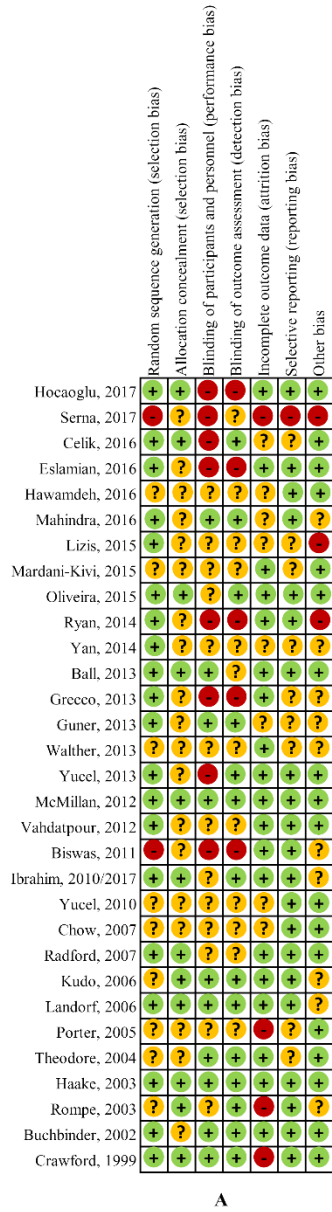 Random sequence generation (selection bias)
Allocation concealment (selection bias)
Blinding of participants and personnel (performance bias)
Blinding of outcome assessment (detection bias)
Incomplete outcome data (attrition bias)
Selective reporting (reporting bias)
Other bias
Hocaoglu, 2017 + + - - + + +
Serna, 2017 - ? - ? - - -
Celik, 2016 + + - + ? ? +
Eslamian, 2016 + ? - - + + +
Hawamdeh, 2016 ? ? ? ? ? + +
Mahindra, 2016 + ? + + ? + ?
Lizis, 2015 + ? ? ? ? ? -
Mardani-Kivi, 2015 ? ? ? ? + ? +
Oliveira, 2015 + + ? + + + +
Ryan, 2014 + ? - - + + -
Yan, 2014 + ? ? ? ? ? ?
Ball, 2013 + + + ? + + +
Grecco, 2013 + ? - - + ? ?
Guner, 2013 + ? + + ? ? ?
Walther, 2013 ? ? ? ? + ? ?
Yucel, 2013 + ? - + + + +
McMillan, 2012 + + + + + + +
Vahdatpour, 2012 + ? ? ? + + +
Biswas, 2011 - ? - - + + ?
Ibrahim, 2010/2017 + + ? + + + ?
Yucel, 2010 ? ? ? ? ? + +
Chow, 2007 ? ? ? ? ? + +
Radford, 2007 + + ? ? + + +
Kudo, 2006 ? + + + + + ?
Landorf, 2006 + + + + + + ?
Porter, 2005 ? ? ? ? - ? +
Theodore, 2004 ? ? + + + ? +
Haake, 2003 + + + + + + +
Rompe, 2003 ? + ? + - + ?
Buchbinder, 2002 + ? + + + + +
Crawford, 1999 + + + + - + +
A